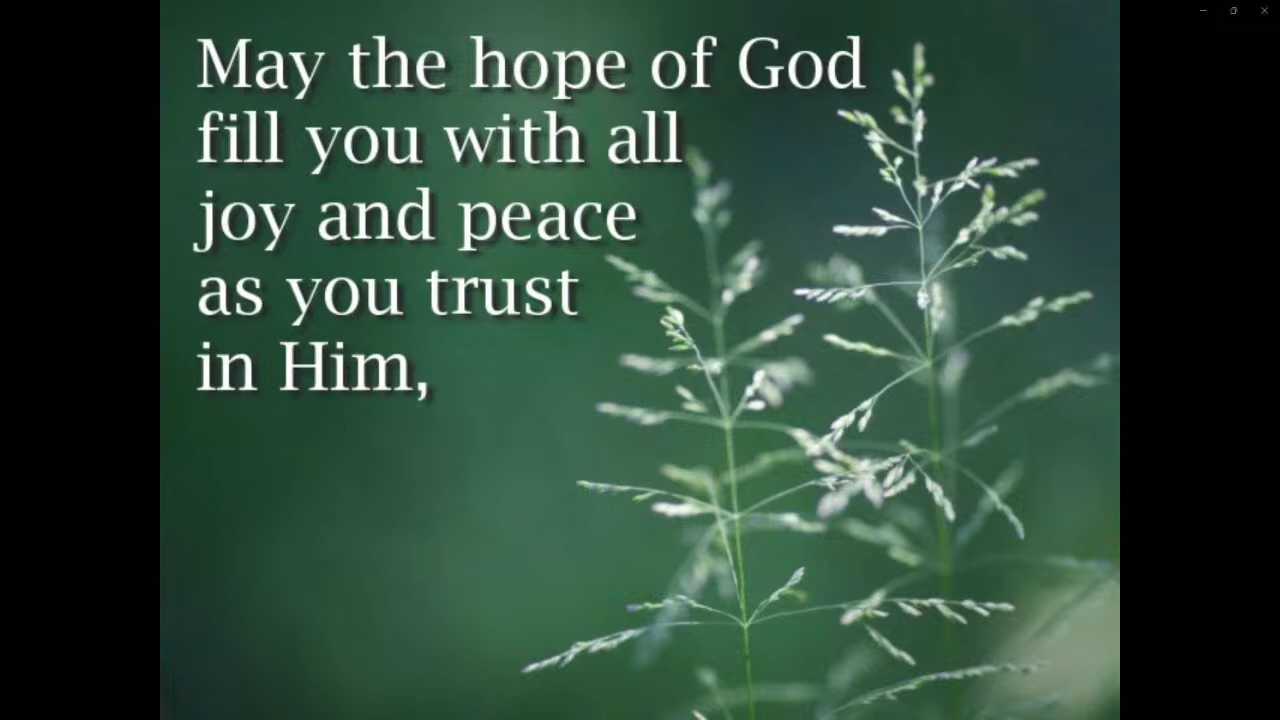 May the hope of God
fill you with all
joy and peace
as you trust
in Him,